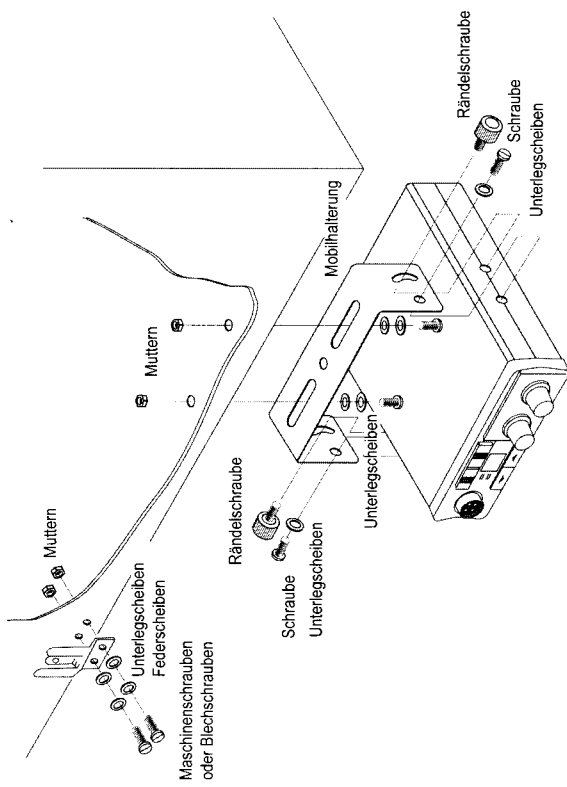 Muttern
Unterlegscheiben
Federscheiben
Maschinenschrauben
oder Blechschrauben
Muttern
Mobilhalterung
Rändelschraube
Schraube
Unterlegscheiben
Rändelschraube
Schraube
Unterlegscheiben
Unterlegscheiben